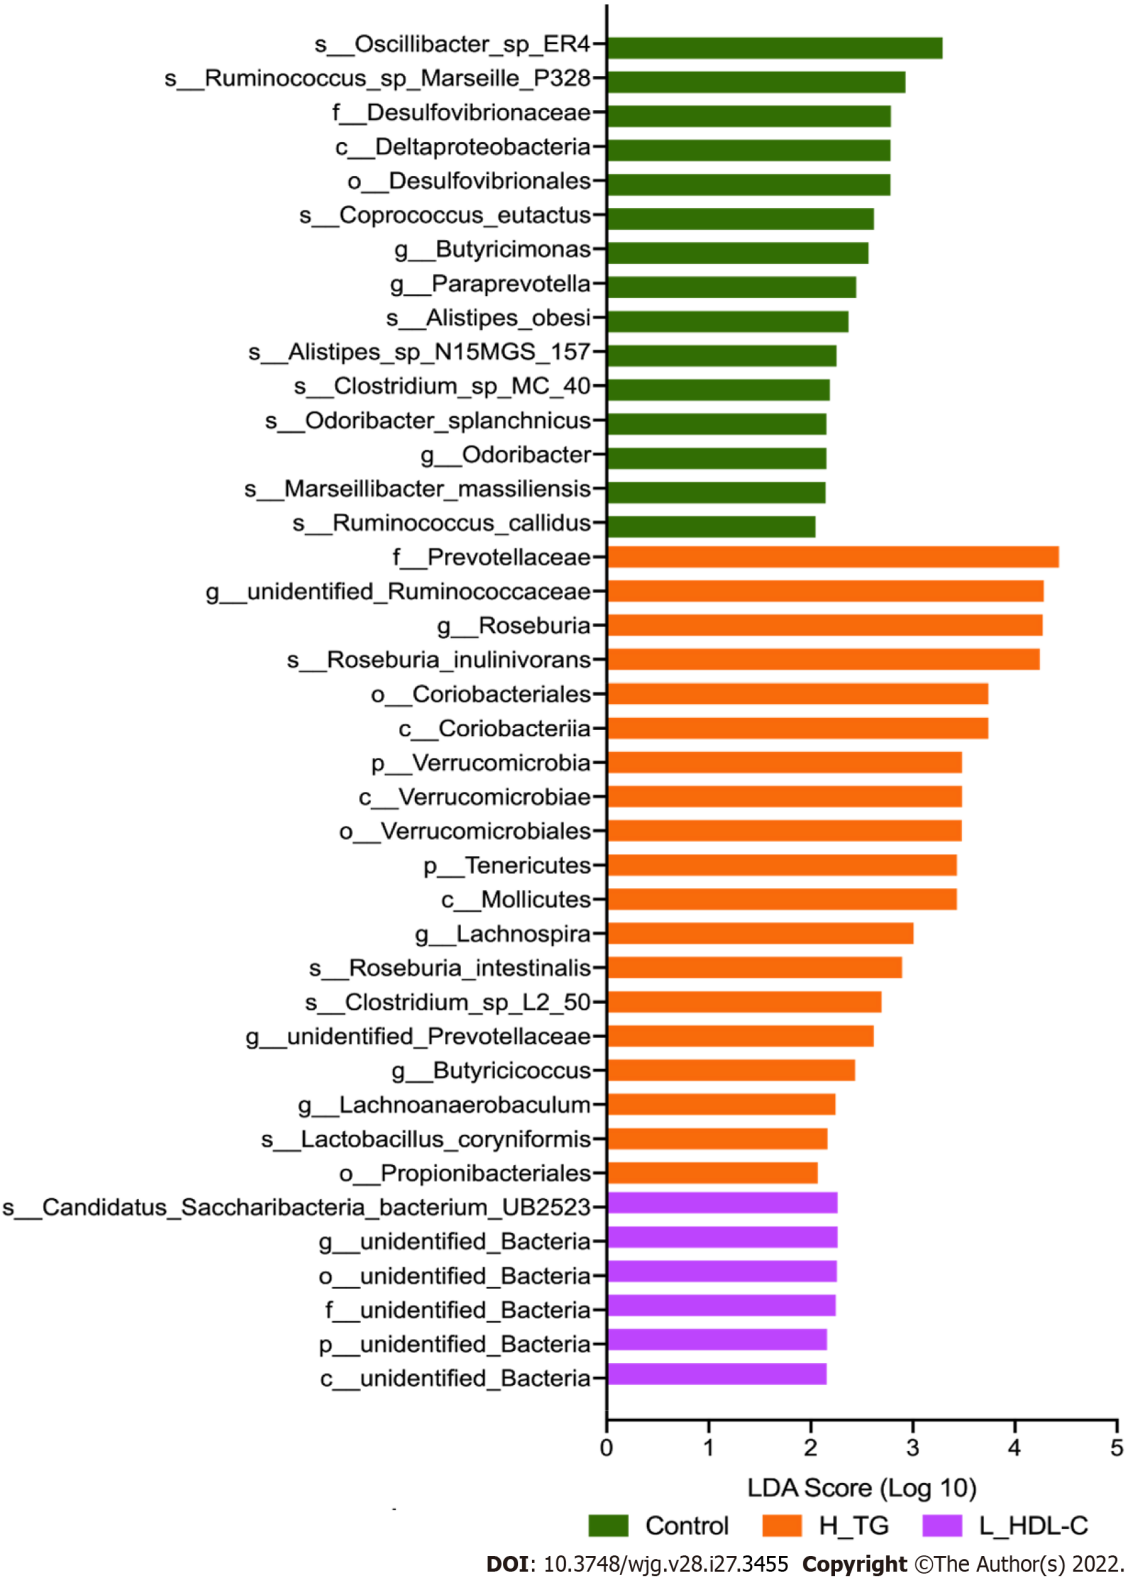 s__Oscillibacter_sp_ER4
s__Ruminococcus_sp_Marseille_P328
f__Desulfovibrionaceae
c__Deltaproteobacteria
o__Desulfovibrionales
s__Coprococcus_eutactus
g__Butyricimonas
g__Paraprevotella
s__Alistipes_obesi
s__Alistipes_sp_N15MGS_157
s__Clostridium_sp_MC_40
s__Odoribacter_splanchnicus
g__Odoribacter
s__Marseillibacter_massiliensis
s__Ruminococcus_callidus
f__Prevotellaceae
g__unidentified_Ruminococcaceae
g__Roseburia
s__Roseburia_inulinivorans
o__Coriobacteriales
c__Coriobacteriia
p__Verrucomicrobia
c__Verrucomicrobiae
o__Verrucomicrobiales
p__Tenericutes
c__Mollicutes
g__Lachnospira
s__Roseburia_intestinalis
s__Clostridium_sp_L2_50
g__unidentified_Prevotellaceae
g__Butyricicoccus
g__Lachnoanaerobaculum
s__Lactobacillus_coryniformis
o__Propionibacteriales
s__Candidatus_Saccharibacteria_bacterium_UB2523
g__unidentified_Bacteria
o__unidentified_Bacteria
f__unidentified_Bacteria
p__unidentified_Bacteria
c__unidentified_Bacteria
0 1 2 3 4 5
LDA Score (Log 10)
Control H_TG L_HDL-C
DOI: 10.3748/wjg.v28.i27.3455 Copyright ©The Author(s) 2022.